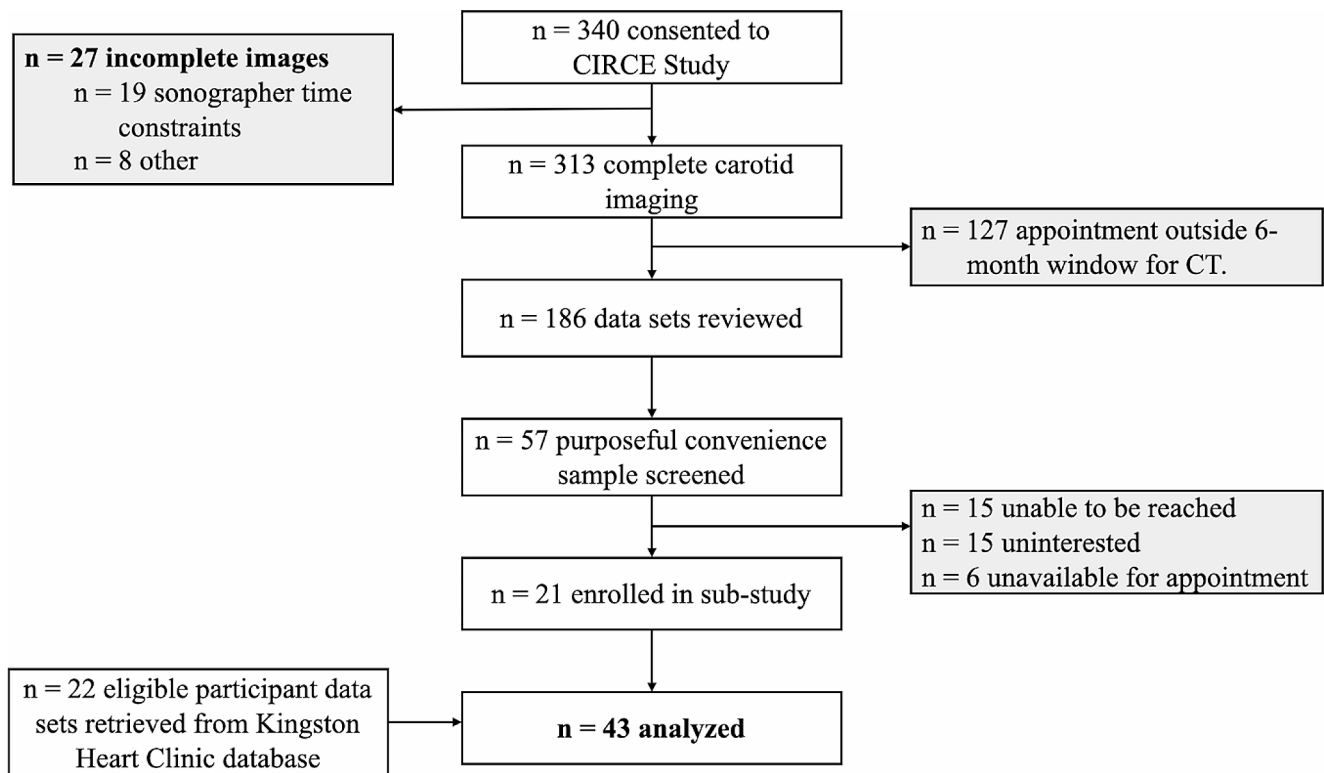 n = 340 consented to
CIRCE Study
n = 27 incomplete images
n = 19 sonographer time
constraints
n = 8 other
n = 313 complete carotid
imaging
n = 127 appointment outside 6-
month window for CT.
n = 186 data sets reviewed
n = 57 purposeful convenience
sample screened
n = 15 unable to be reached
n = 15 uninterested
n = 6 unavailable for appointment
n = 21 enrolled in sub-study
n = 22 eligible participant data
sets retrieved from Kingston
Heart Clinic database
n = 43 analyzed